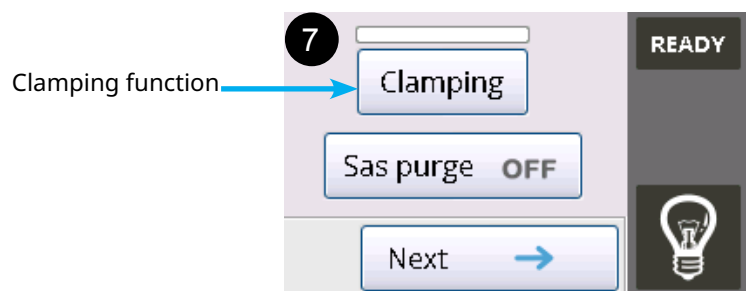 7
READY
Clamping function
Clamping
Sas purge OFF
Next